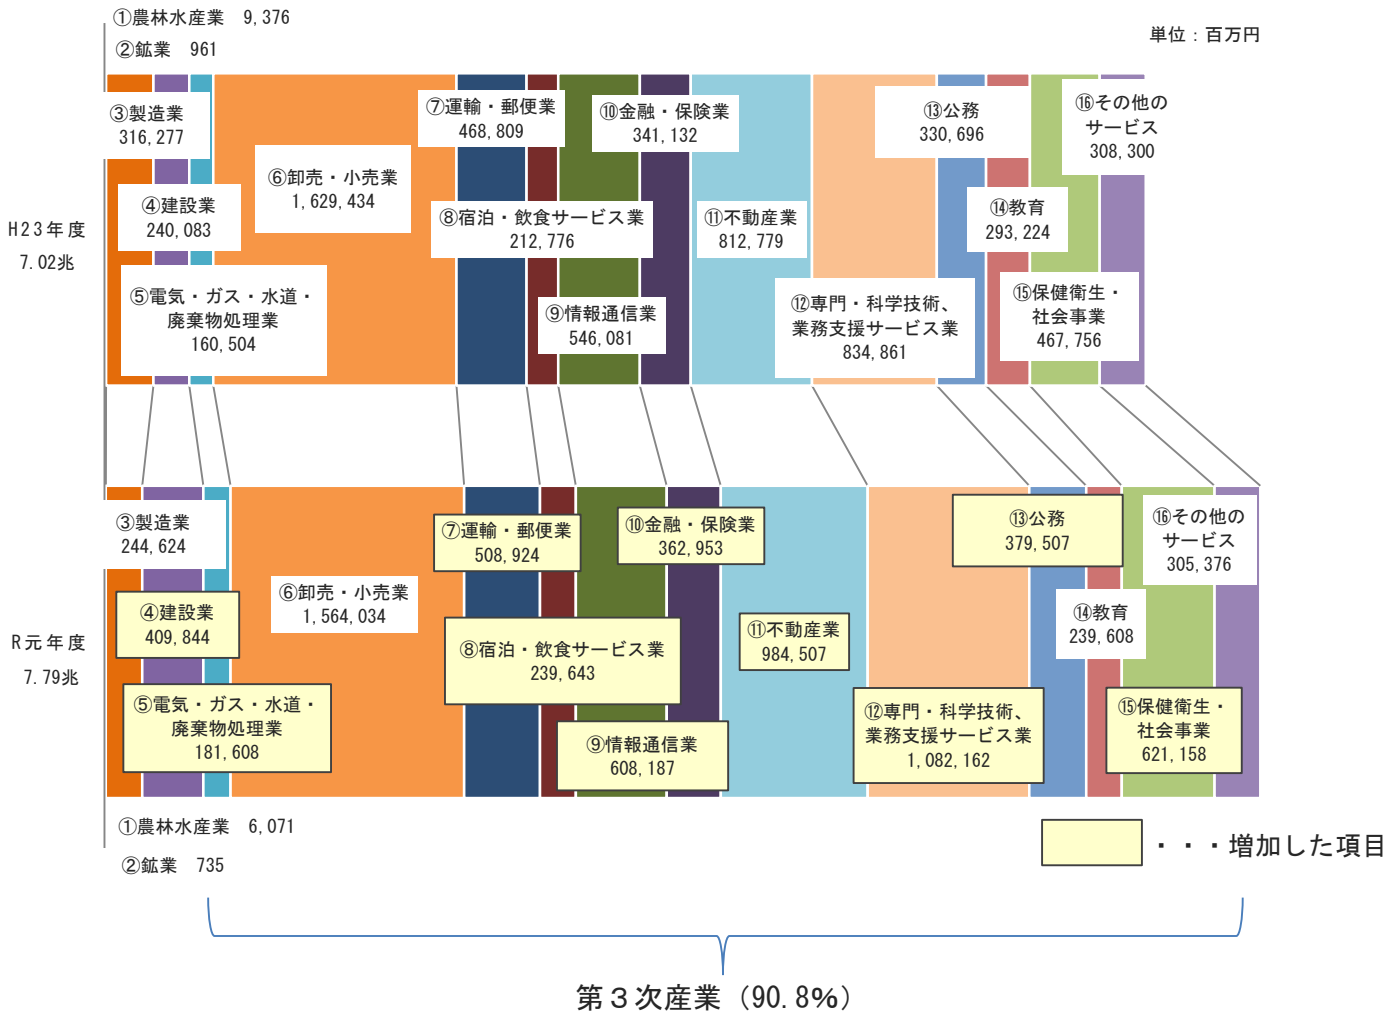 ①農林水産業　9,376
②鉱業　961
単位：百万円
H23年度
7.02兆
③製造業
316,277
④建設業
240,083
⑤電気・ガス・水道・
廃棄物処理業
160,504
⑥卸売・小売業
1,629,434
⑦運輸・郵便業
468,809
⑧宿泊・飲食サービス業
212,776
⑨情報通信業
546,081
⑩金融・保険業
341,132
⑪不動産業
812,779
⑫専門・科学技術、
業務支援サービス業
834,861
⑬公務
330,696
⑭教育
293,224
⑮保健衛生・
社会事業
467,756
⑯その他の
サービス
308,300
R元年度
7.79兆
③製造業
244,624
④建設業
409,844
⑤電気・ガス・水道・
廃棄物処理業
181,608
⑥卸売・小売業
1,564,034
⑦運輸・郵便業
508,924
⑧宿泊・飲食サービス業
239,643
⑨情報通信業
608,187
⑩金融・保険業
362,953
⑪不動産業
984,507
⑫専門・科学技術、
業務支援サービス業
1,082,162
⑬公務
379,507
⑭教育
239,608
⑮保健衛生・
社会事業
621,158
⑯その他の
サービス
305,376
①農林水産業　6,071
②鉱業　735
・・・増加した項目
第３次産業（90.8%）